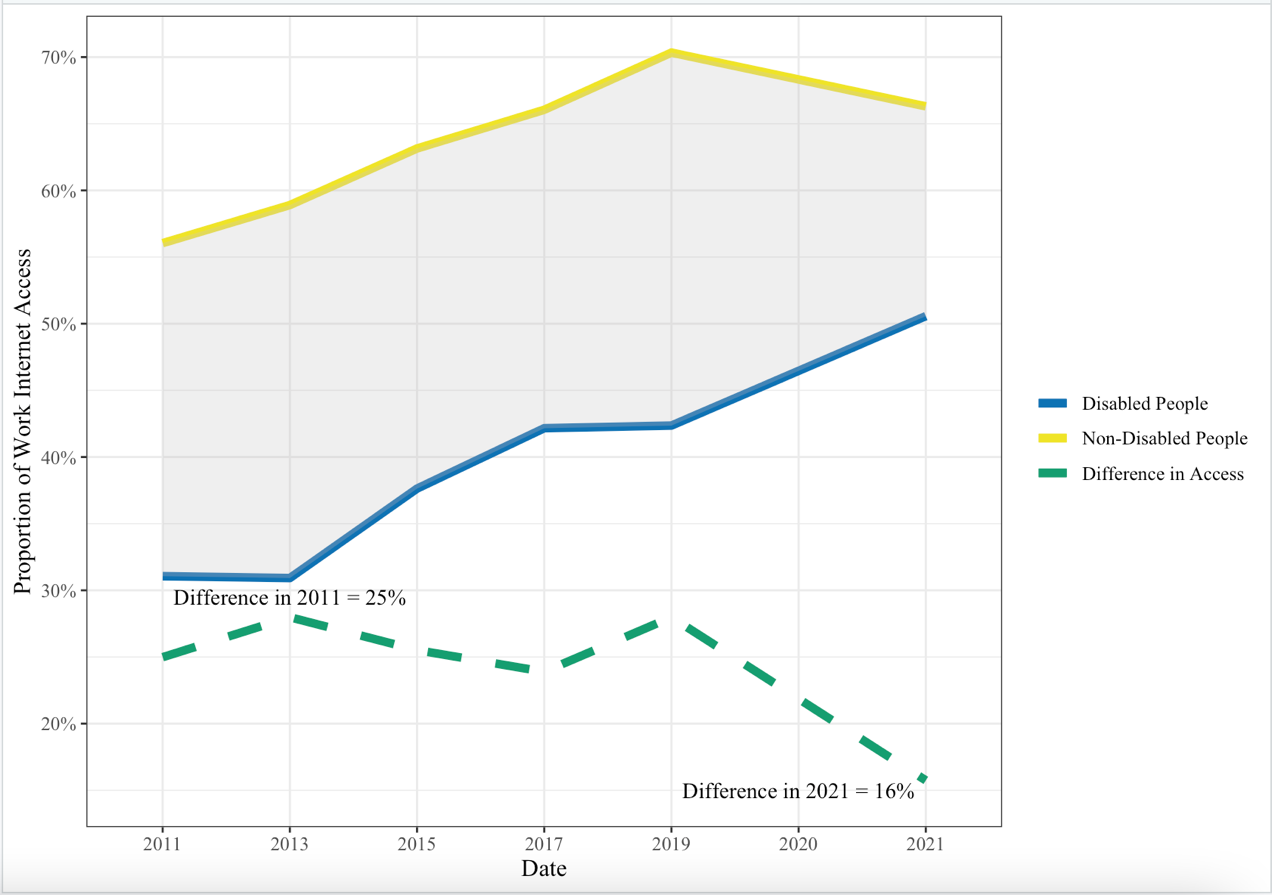 70%
60%
50%
40%
30%
20%
Proportion of Work Internet Access
Difference in 2011 = 25%
Difference in 2021 = 16%
2011 2013 2015 2017 2019 2020 2021
Date
Disabled People
Non-Disabled People
Difference in Access